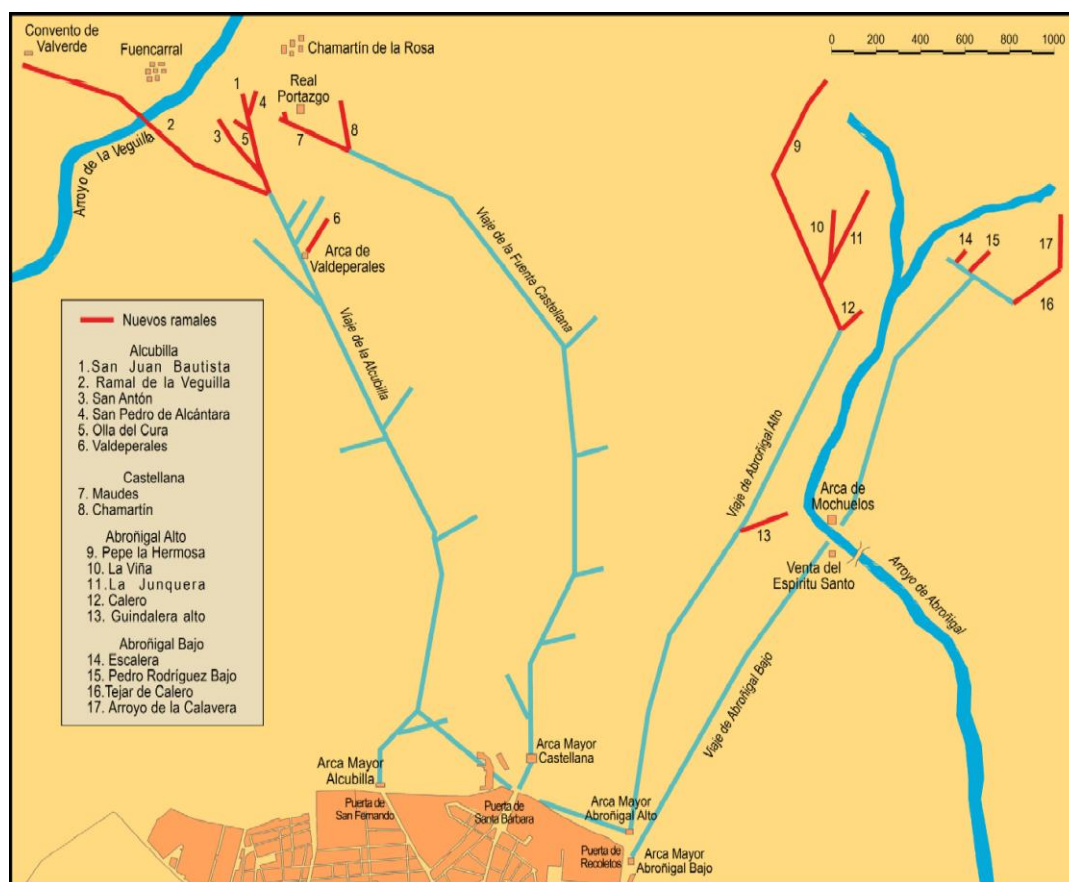 Convento de
Valverde
Fuencarral
Chamartín de la Rosa
0 200 400 600 800 1000
Real
Portazgo
1
4
2
3
5
7
8
9
10
11
14
15
17
12
16
6
Arroyo de la Veguilla
Arca de
Valdeperales
Viaje de la Fuente Castellana
Viaje de la Alcubilla
Nuevos ramales
Alcubilla
1. San Juan Bautista
2. Ramal de la Veguilla
3. San Antón
4. San Pedro de Alcántara
5. Olla del Cura
6. Valdeperales
Castellana
7. Maudes
8. Chamartín
Abroñigal Alto
9. Pepe la Hermosa
10. La Viña
11. La Junquera
12. Calero
13. Guindalera alto
Abroñigal Bajo
14. Escalera
15. Pedro Rodríguez Bajo
16. Tejar de Calero
17. Arroyo de la Calavera
Viaje de Abroñigal Alto
13
Arca de
Mochuelos
Venta del
Espíritu Santo
Arroyo de Abroñigal
Viaje de Abroñigal Bajo
Arca Mayor
Alcubilla
Arca Mayor
Castellana
Puerta de
San Fernando
Puerta de
Santa Bárbara
Arca Mayor
Abroñigal Alto
Puerta de
Recoletos
Arca Mayor
Abroñigal Bajo